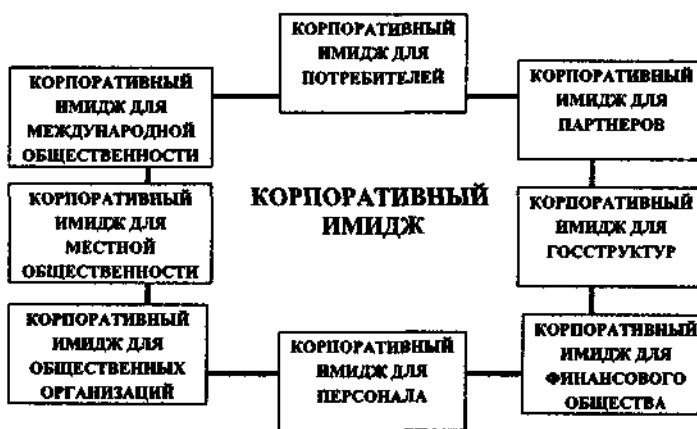 КОРПОРАТИВНЫЙ
ИМИДЖ ДЛЯ
ПОТРЕБИТЕЛЕЙ
КОРПОРАТИВНЫЙ
ИМИДЖ ДЛЯ
МЕЖДУНАРОДНОЙ
ОБЩЕСТВЕННОСТИ
КОРПОРАТИВНЫЙ
ИМИДЖ ДЛЯ
ПАРТНЕРОВ
КОРПОРАТИВНЫЙ
ИМИДЖ
КОРПОРАТИВНЫЙ
ИМИДЖ ДЛЯ
МЕСТНОЙ
ОБЩЕСТВЕННОСТИ
КОРПОРАТИВНЫЙ
ИМИДЖ ДЛЯ
ГОССТРУКТУР
КОРПОРАТИВНЫЙ
ИМИДЖ ДЛЯ
ОБЩЕСТВЕННЫХ
ОРГАНИЗАЦИЙ
КОРПОРАТИВНЫЙ
ИМИДЖ ДЛЯ
ПЕРСОНАЛА
КОРПОРАТИВНЫЙ
ИМИДЖ ДЛЯ
ФИНАНСОВОГО
ОБЩЕСТВА